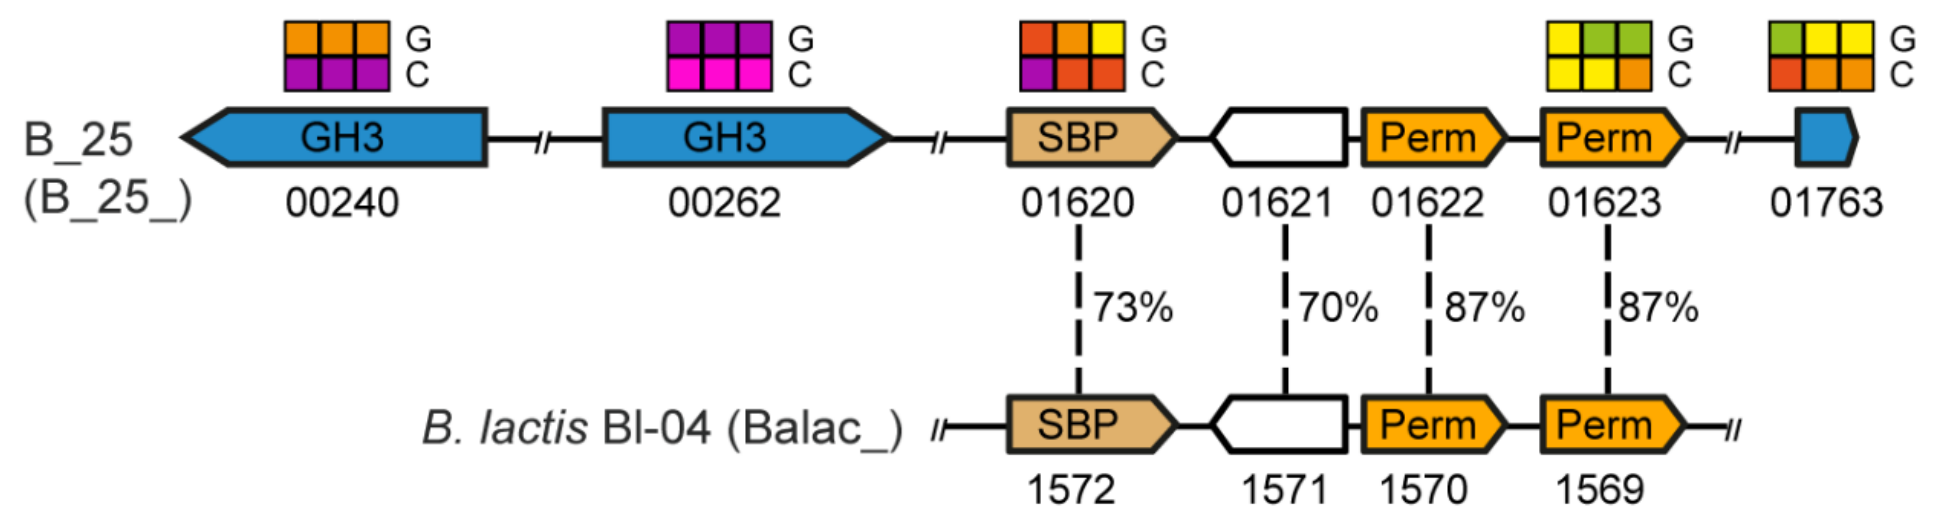 G G G G G
C C C C C
B_25 GH3 GH3 SBP Perm Perm
(B_25_) 00240 00262 01620 01621 01622 01623 01763
73% 70% 87% 87%
B. lactis Bl-04 (Balac_) SBP Perm Perm
1572 1571 1570 1569